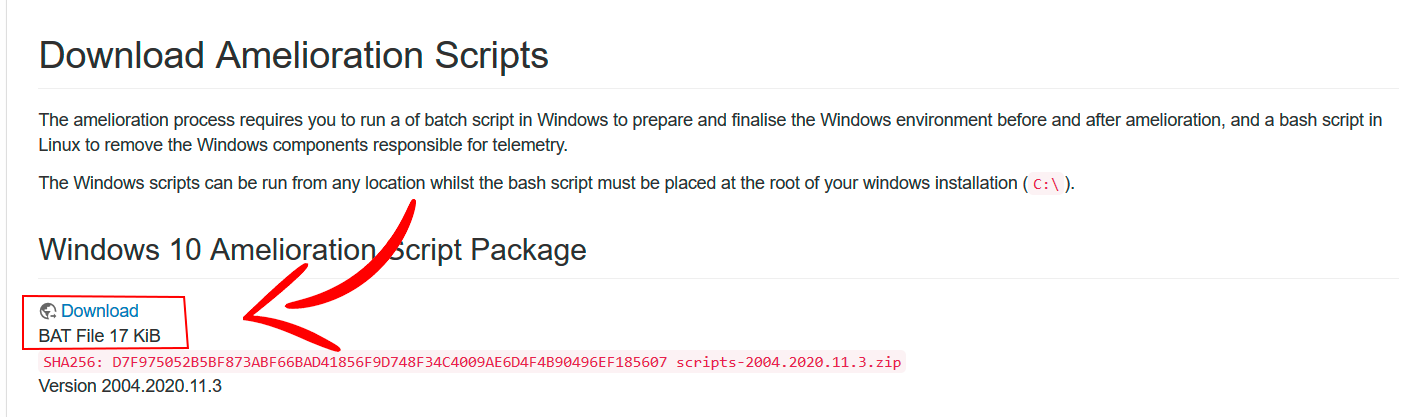 Download Amelioration Scripts
The amelioration process requires you to run a of batch script in Windows to prepare and finalise the Windows environment before and after amelioration, and a bash script in
Linux to remove the Windows components responsible for telemetry.
The Windows scripts can be run from any location whilst the bash script must be placed at the root of your windows installation ( C:\ ).
Windows 10 Amelioration Script Package
Download
BAT File 17 KiB
SHA256: D7F975052B5BF873ABF66BAD41856F9D748F34C4009AE6D4F4B90496EF185607 scripts-2004.2020.11.3.zip
Version 2004.2020.11.3